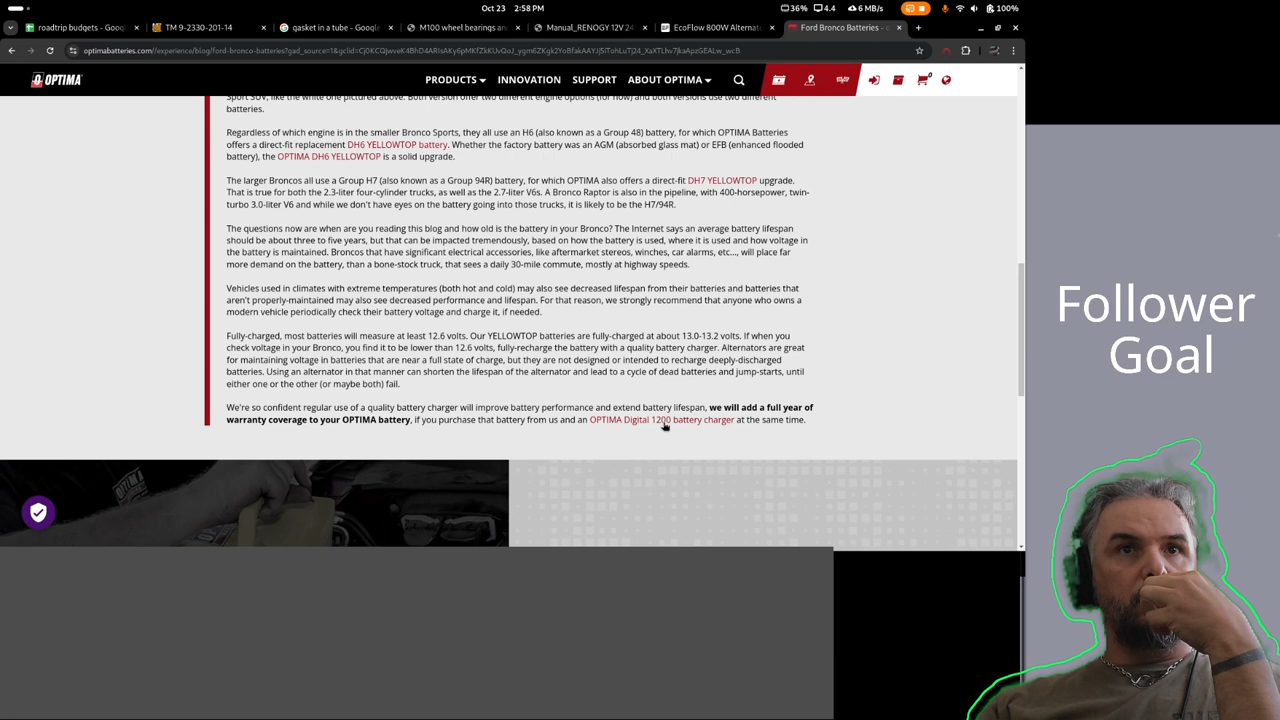 Oct 23 2:58 PM
36% 4.4 6 MB/s 100%
roadtrip budgets - Goog
TM 9-2330-201-14
gasket in a tube - Google
M100 wheel bearings an
Manual_RENOGY 12V 24
EcoFlow 800W Alternat
Ford Bronco Batteries - e
OPTIMA
PRODUCTS
INNOVATION
SUPPORT
ABOUT OPTIMA
0
Sport SUV, like the white one pictured above. Both version offer two different engine options (for now) and both versions use two different
batteries.
Regardless of which engine is in the smaller Bronco Sports, they all use an H6 (also known as a Group 48) battery, for which OPTIMA Batteries
offers a direct-fit replacement DH6 YELLOWTOP battery. Whether the factory battery was an AGM (absorbed glass mat) or EFB (enhanced flooded
battery), the OPTIMA DH6 YELLOWTOP is a solid upgrade.
The larger Broncos all use a Group H7 (also known as a Group 94R) battery, for which OPTIMA also offers a direct-fit DH7 YELLOWTOP upgrade.
That is true for both the 2.3-liter four-cylinder trucks, as well as the 2.7-liter V6s. A Bronco Raptor is also in the pipeline, with 400-horsepower, twin-
turbo 3.0-liter V6 and while we don't have eyes on the battery going into those trucks, it is likely to be the H7/94R.
The questions now are when are you reading this blog and how old is the battery in your Bronco? The Internet says an average battery lifespan
should be about three to five years, but that can be impacted tremendously, based on how the battery is used, where it is used and how voltage in
the battery is maintained. Broncos that have significant electrical accessories, like aftermarket stereos, winches, car alarms, etc..., will place far
more demand on the battery, than a bone-stock truck, that sees a daily 30-mile commute, mostly at highway speeds.
Vehicles used in climates with extreme temperatures (both hot and cold) may also see decreased lifespan from their batteries and batteries that
aren't properly-maintained may also see decreased performance and lifespan. For that reason, we strongly recommend that anyone who owns a
modern vehicle periodically check their battery voltage and charge it, if needed.
Fully-charged, most batteries will measure at least 12.6 volts. Our YELLOWTOP batteries are fully-charged at about 13.0-13.2 volts. If when you
check voltage in your Bronco, you find it to be lower than 12.6 volts, fully-recharge the battery with a quality battery charger. Alternators are great
for maintaining voltage in batteries that are near a full state of charge, but they are not designed or intended to recharge deeply-discharged
batteries. Using an alternator in that manner can shorten the lifespan of the alternator and lead to a cycle of dead batteries and jump-starts, until
either one or the other (or maybe both) fail.
We're so confident regular use of a quality battery charger will improve battery performance and extend battery lifespan, we will add a full year of
warranty coverage to your OPTIMA battery, if you purchase that battery from us and an OPTIMA Digital 1200 battery charger at the same time.
Follower
Goal